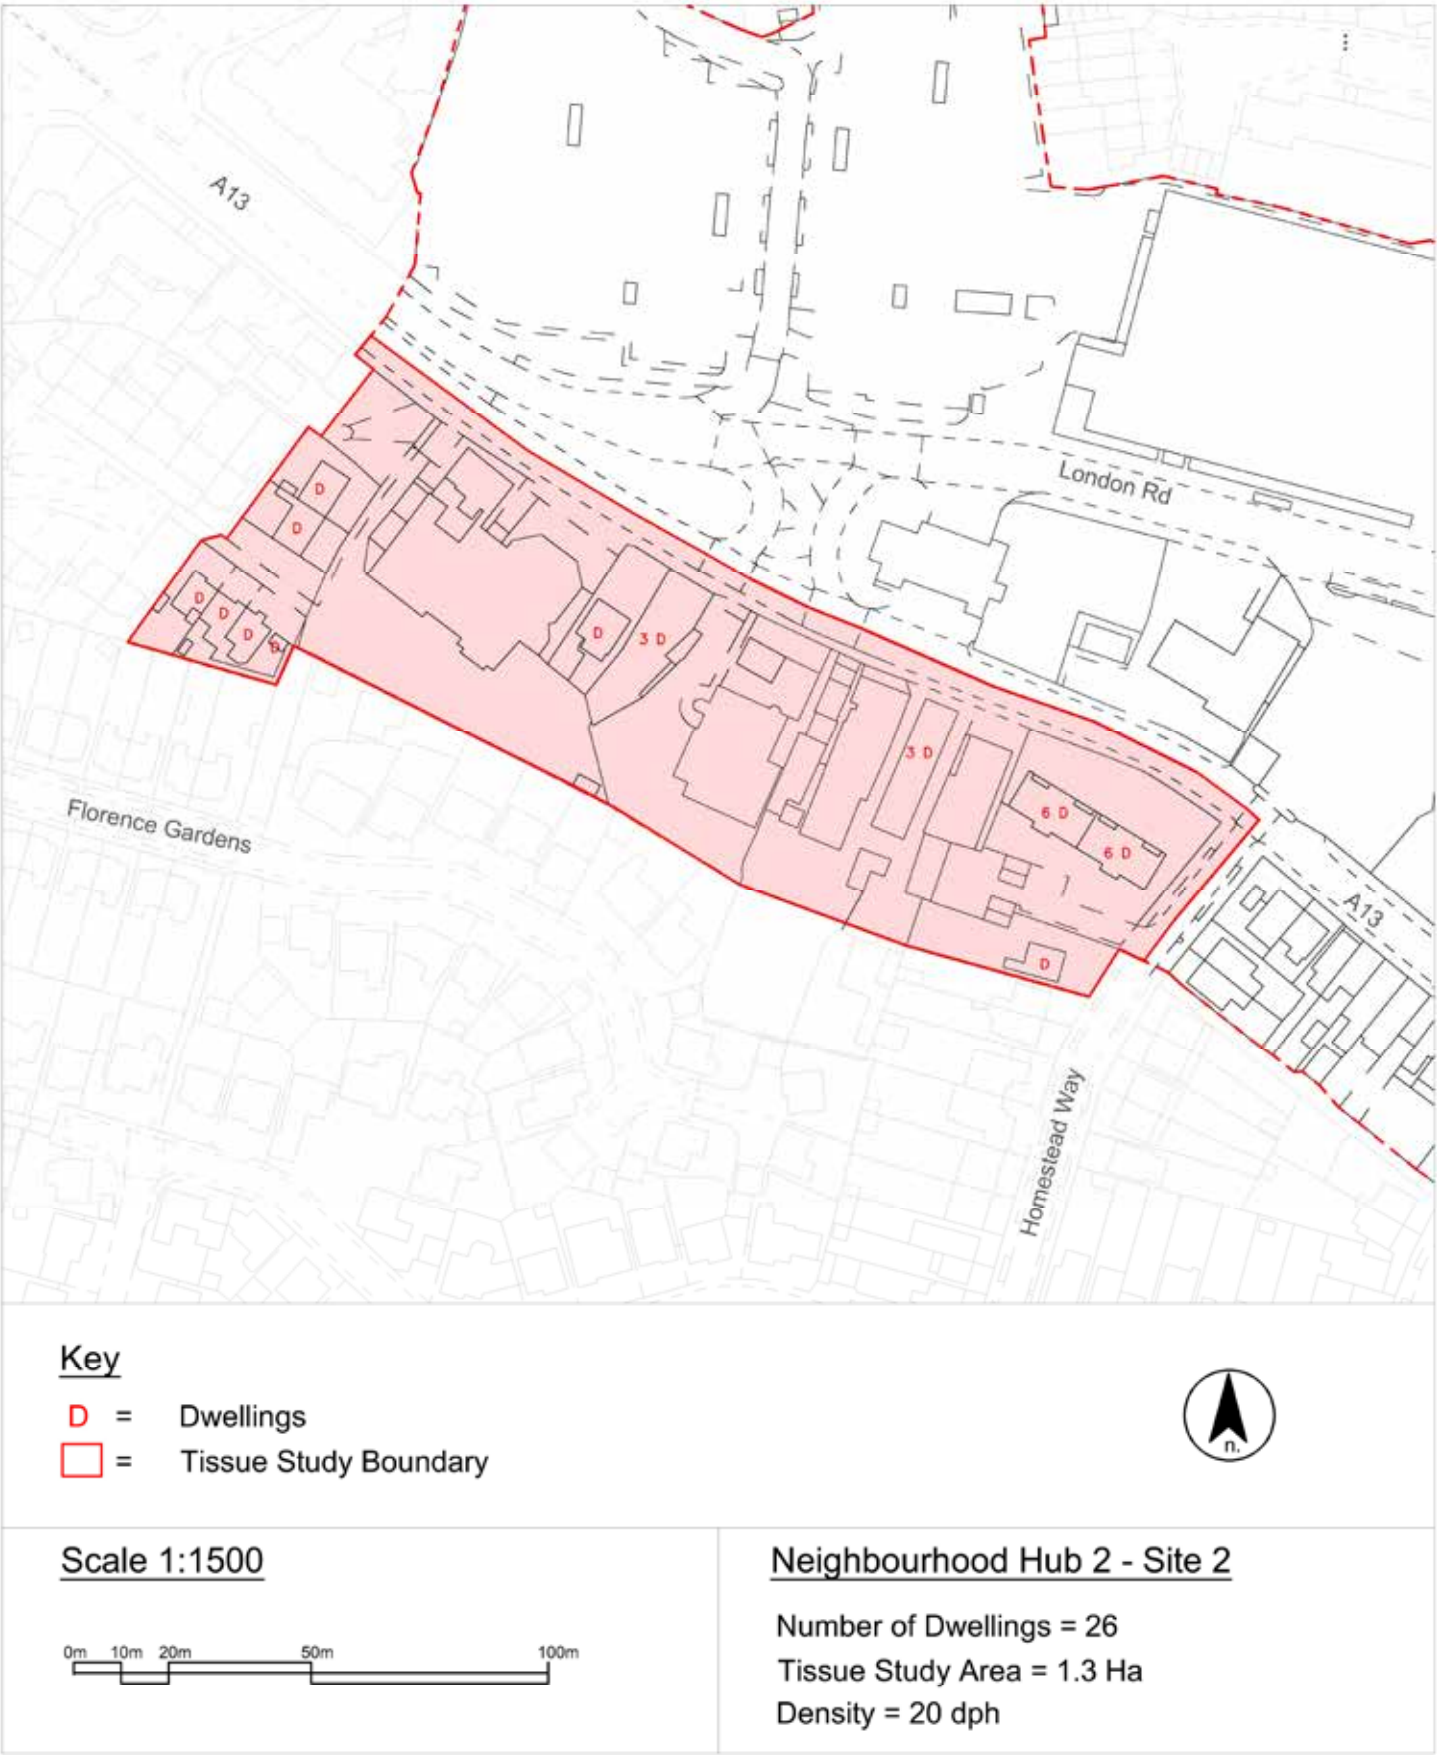 A13
London Rd
D
D
D
D
D
D
D
3 D
3 D
6 D
6 D
D
A13
Florence Gardens
Homestead Way
Key
D = Dwellings
= Tissue Study Boundary
n.
Scale 1:1500
0m 10m 20m 50m 100m
Neighbourhood Hub 2 - Site 2
Number of Dwellings = 26
Tissue Study Area = 1.3 Ha
Density = 20 dph